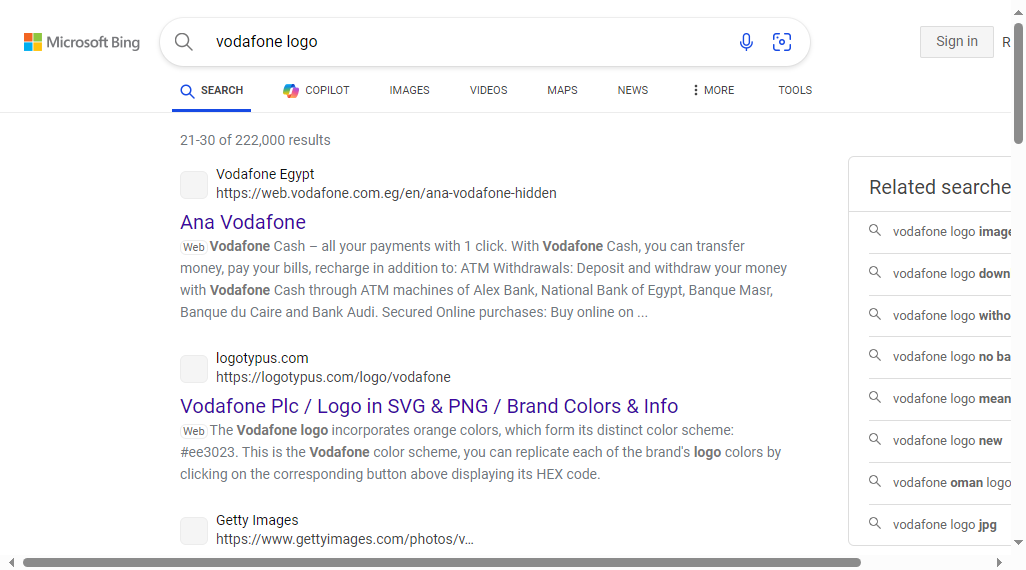 Microsoft Bing
vodafone logo
Sign in
R
SEARCH
COPILOT
IMAGES
VIDEOS
MAPS
NEWS
MORE
TOOLS
21-30 of 222,000 results
Vodafone Egypt
https://web.vodafone.com.eg/en/ana-vodafone-hidden
Ana Vodafone
Web Vodafone Cash – all your payments with 1 click. With Vodafone Cash, you can transfer
money, pay your bills, recharge in addition to: ATM Withdrawals: Deposit and withdraw your money
with Vodafone Cash through ATM machines of Alex Bank, National Bank of Egypt, Banque Masr,
Banque du Caire and Bank Audi. Secured Online purchases: Buy online on ...
logotypus.com
https://logotypus.com/logo/vodafone
Vodafone Plc / Logo in SVG & PNG / Brand Colors & Info
Web The Vodafone logo incorporates orange colors, which form its distinct color scheme:
#ee3023. This is the Vodafone color scheme, you can replicate each of the brand's logo colors by
clicking on the corresponding button above displaying its HEX code.
Getty Images
https://www.gettyimages.com/photos/v...
Related searche
vodafone logo image
vodafone logo down
vodafone logo witho
vodafone logo no ba
vodafone logo mean
vodafone logo new
vodafone oman logo
vodafone logo jpg